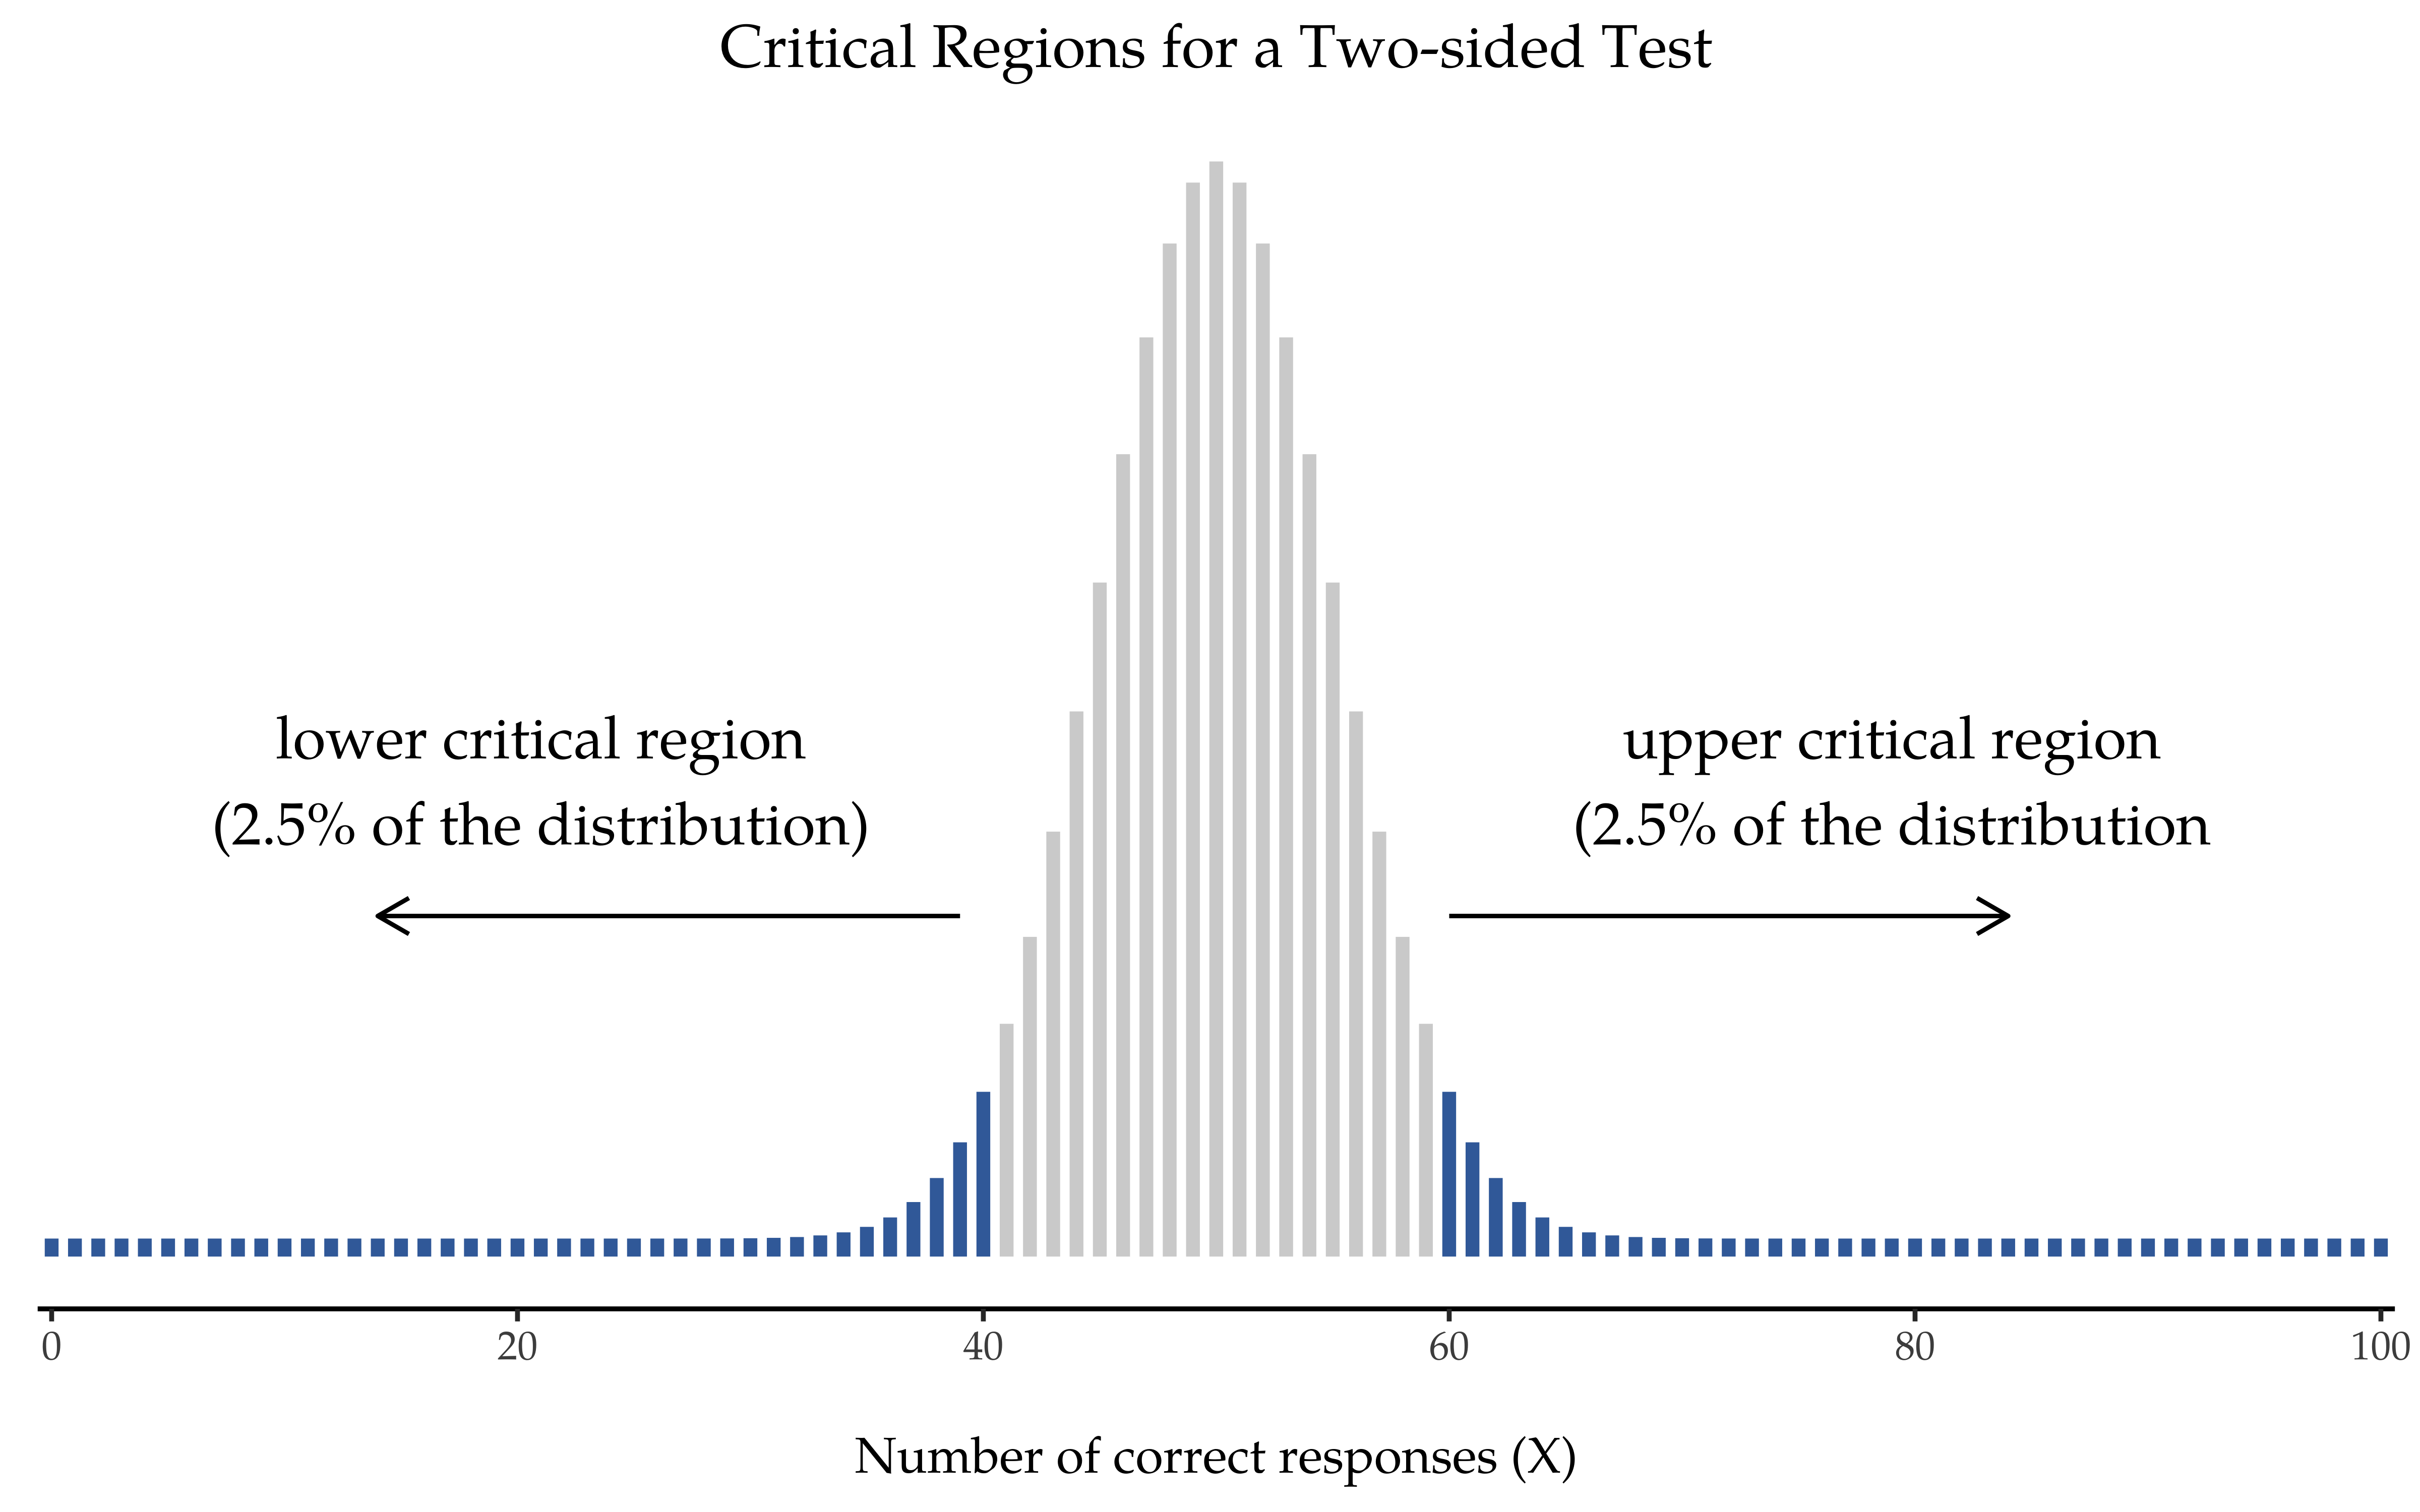 Critical Regions for a Two-sided Test
lower critical region
(2.5% of the distribution)
upper critical region
(2.5% of the distribution
0 20 40 60 80 100
Number of correct responses (X)